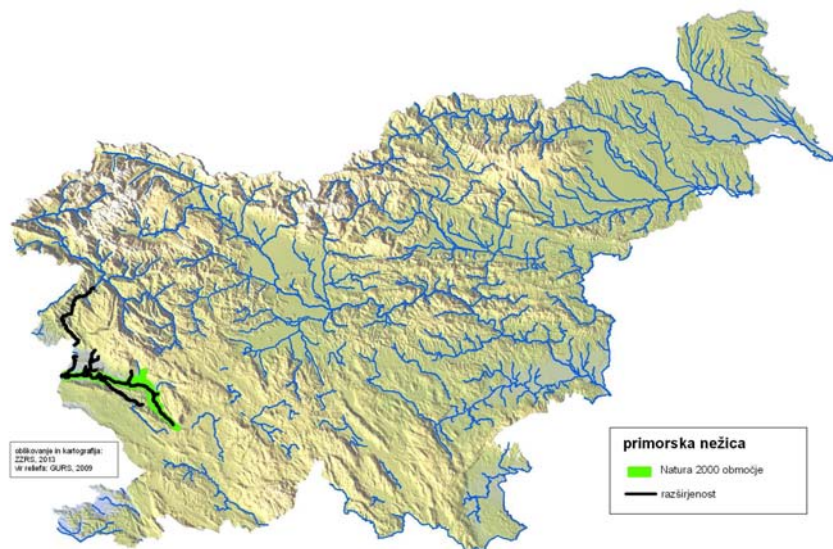 oblikovanje in kartografija:
ZZRS, 2013
vir reliefa: GURS, 2009
primorska nežica
Natura 2000 območje
razširjenost